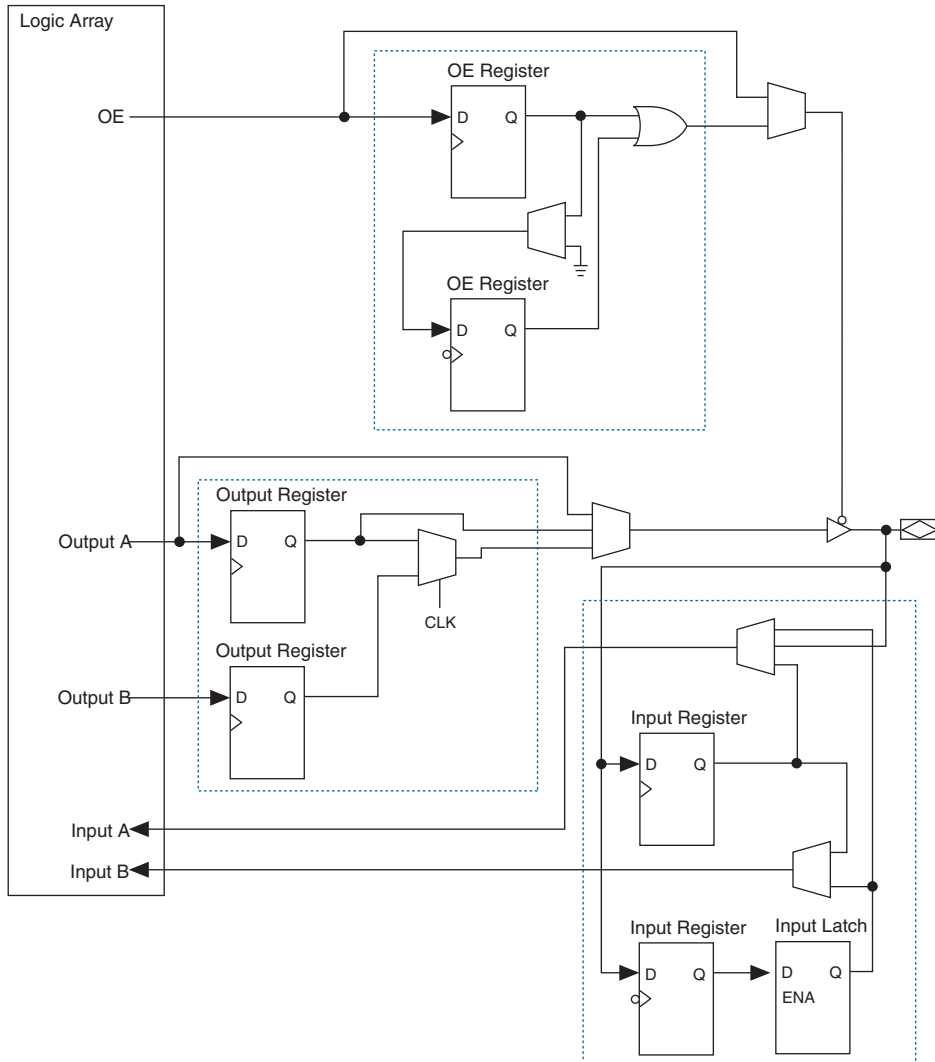 Logic Array
OE Register
OE
D Q
OE Register
D Q
Output Register
Output A
D Q
CLK
Output Register
Output B
D Q
Input Register
D Q
Input A
Input B
Input Register
Input Latch
D Q
D Q
ENA